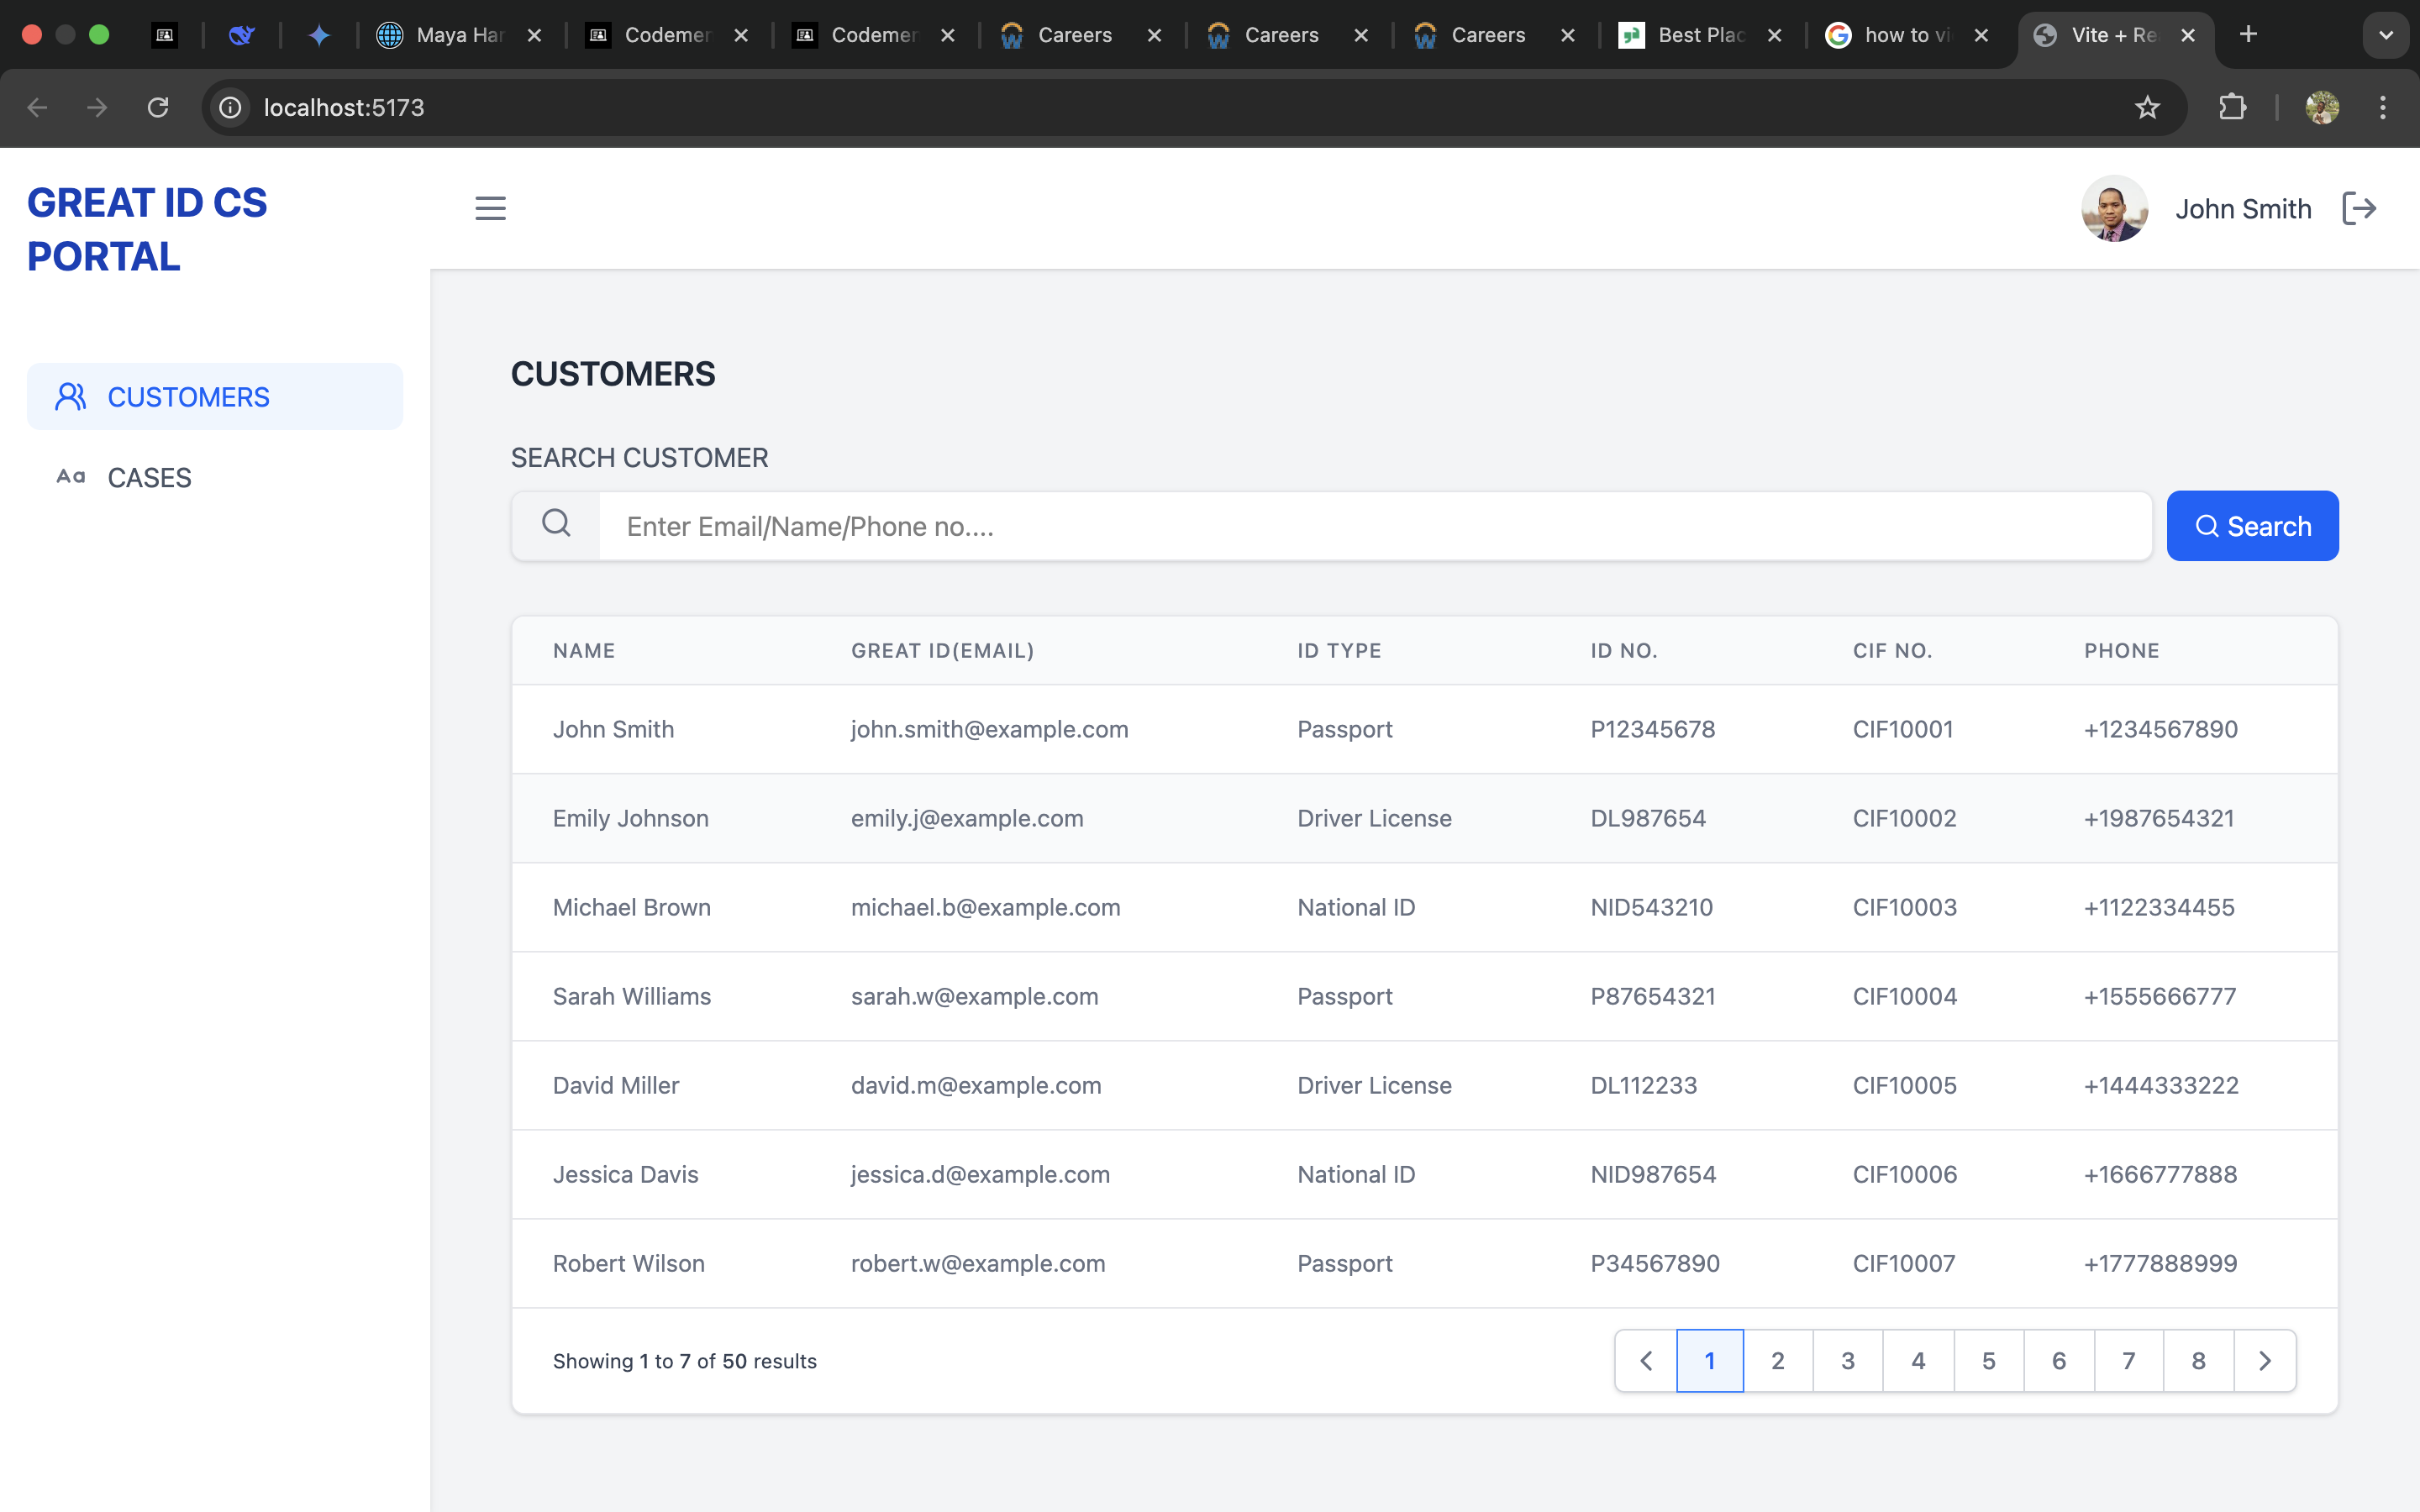 Maya Har
Codemen
Codemen
Careers
Careers
Careers
Best Plac
how to vi
Vite + Re
localhost:5173
GREAT ID CS
PORTAL
John Smith
CUSTOMERS
Aa CASES
CUSTOMERS
SEARCH CUSTOMER
Enter Email/Name/Phone no....
Search
NAME GREAT ID(EMAIL) ID TYPE ID NO. CIF NO. PHONE
John Smith john.smith@example.com Passport P12345678 CIF10001 +1234567890
Emily Johnson emily.j@example.com Driver License DL987654 CIF10002 +1987654321
Michael Brown michael.b@example.com National ID NID543210 CIF10003 +1122334455
Sarah Williams sarah.w@example.com Passport P87654321 CIF10004 +1555666777
David Miller david.m@example.com Driver License DL112233 CIF10005 +1444333222
Jessica Davis jessica.d@example.com National ID NID987654 CIF10006 +1666777888
Robert Wilson robert.w@example.com Passport P34567890 CIF10007 +1777888999
Showing 1 to 7 of 50 results
1 2 3 4 5 6 7 8